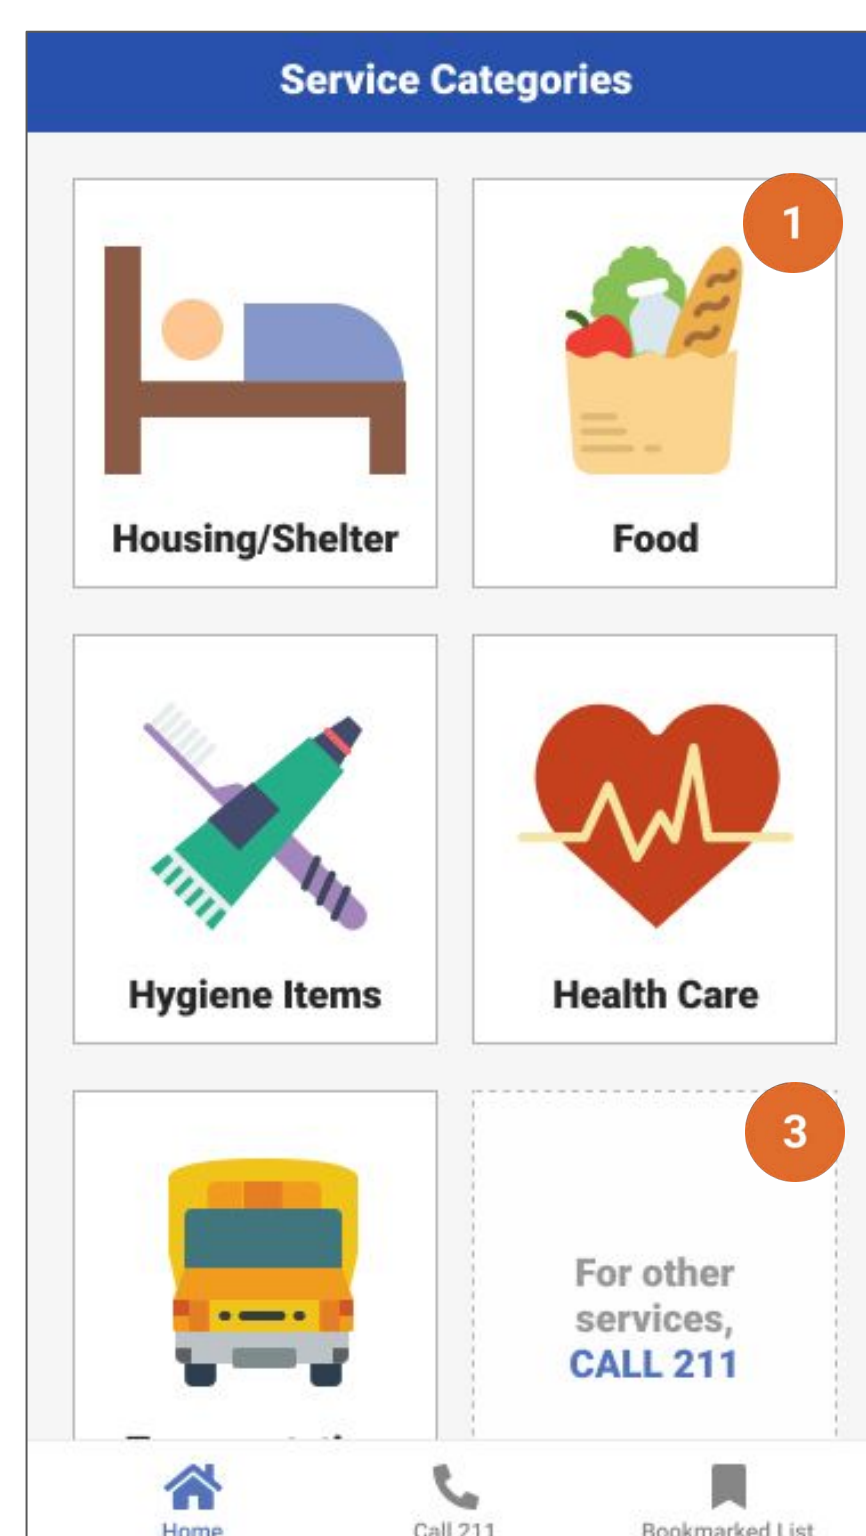 Service Categories
1
Housing/Shelter
Food
Hygiene Items
Health Care
3
For other
services,
CALL 211
Home
Call 211
Bookmarked List